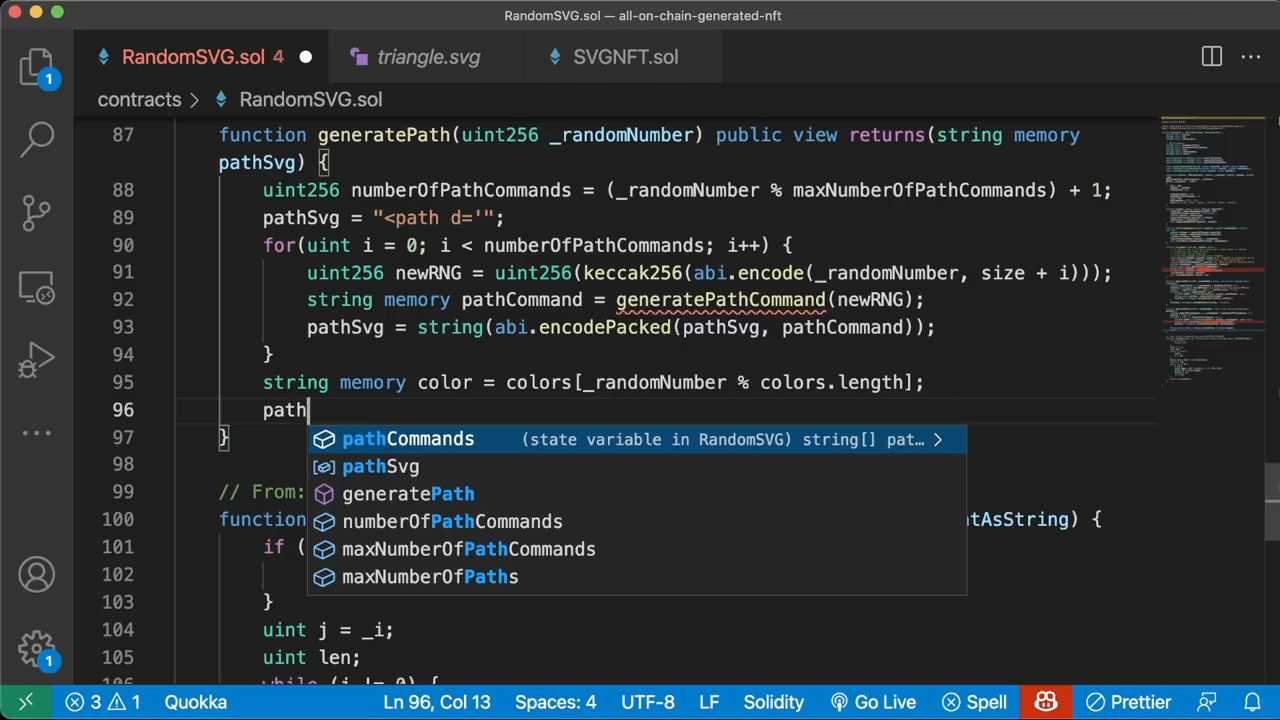 RandomSVG.sol — all-on-chain-generated-nft
RandomSVG.sol 4
triangle.svg
SVGNFT.sol
contracts > RandomSVG.sol
87 function generatePath(uint256 _randomNumber) public view returns(string memory
pathSvg) {
88 uint256 numberOfPathCommands = (_randomNumber % maxNumberOfPathCommands) + 1;
89 pathSvg = "<path d='";
90 for(uint i = 0; i < numberOfPathCommands; i++) {
91 uint256 newRNG = uint256(keccak256(abi.encode(_randomNumber, size + i)));
92 string memory pathCommand = generatePathCommand(newRNG);
93 pathSvg = string(abi.encodePacked(pathSvg, pathCommand));
94 }
95 string memory color = colors[_randomNumber % colors.length];
96 path
pathCommands (state variable in RandomSVG) string[] pat… >
97 }
pathSvg
98
generatePath
99 // From:
numberOfPathCommands
100 function ntAsString) {
maxNumberOfPathCommands
101 if (
maxNumberOfPaths
102
103 }
104 uint j = _i;
105 uint len;
106 while (j != 0) {
1
1
3 1 Quokka Ln 96, Col 13 Spaces: 4 UTF-8 LF Solidity Go Live Spell Prettier